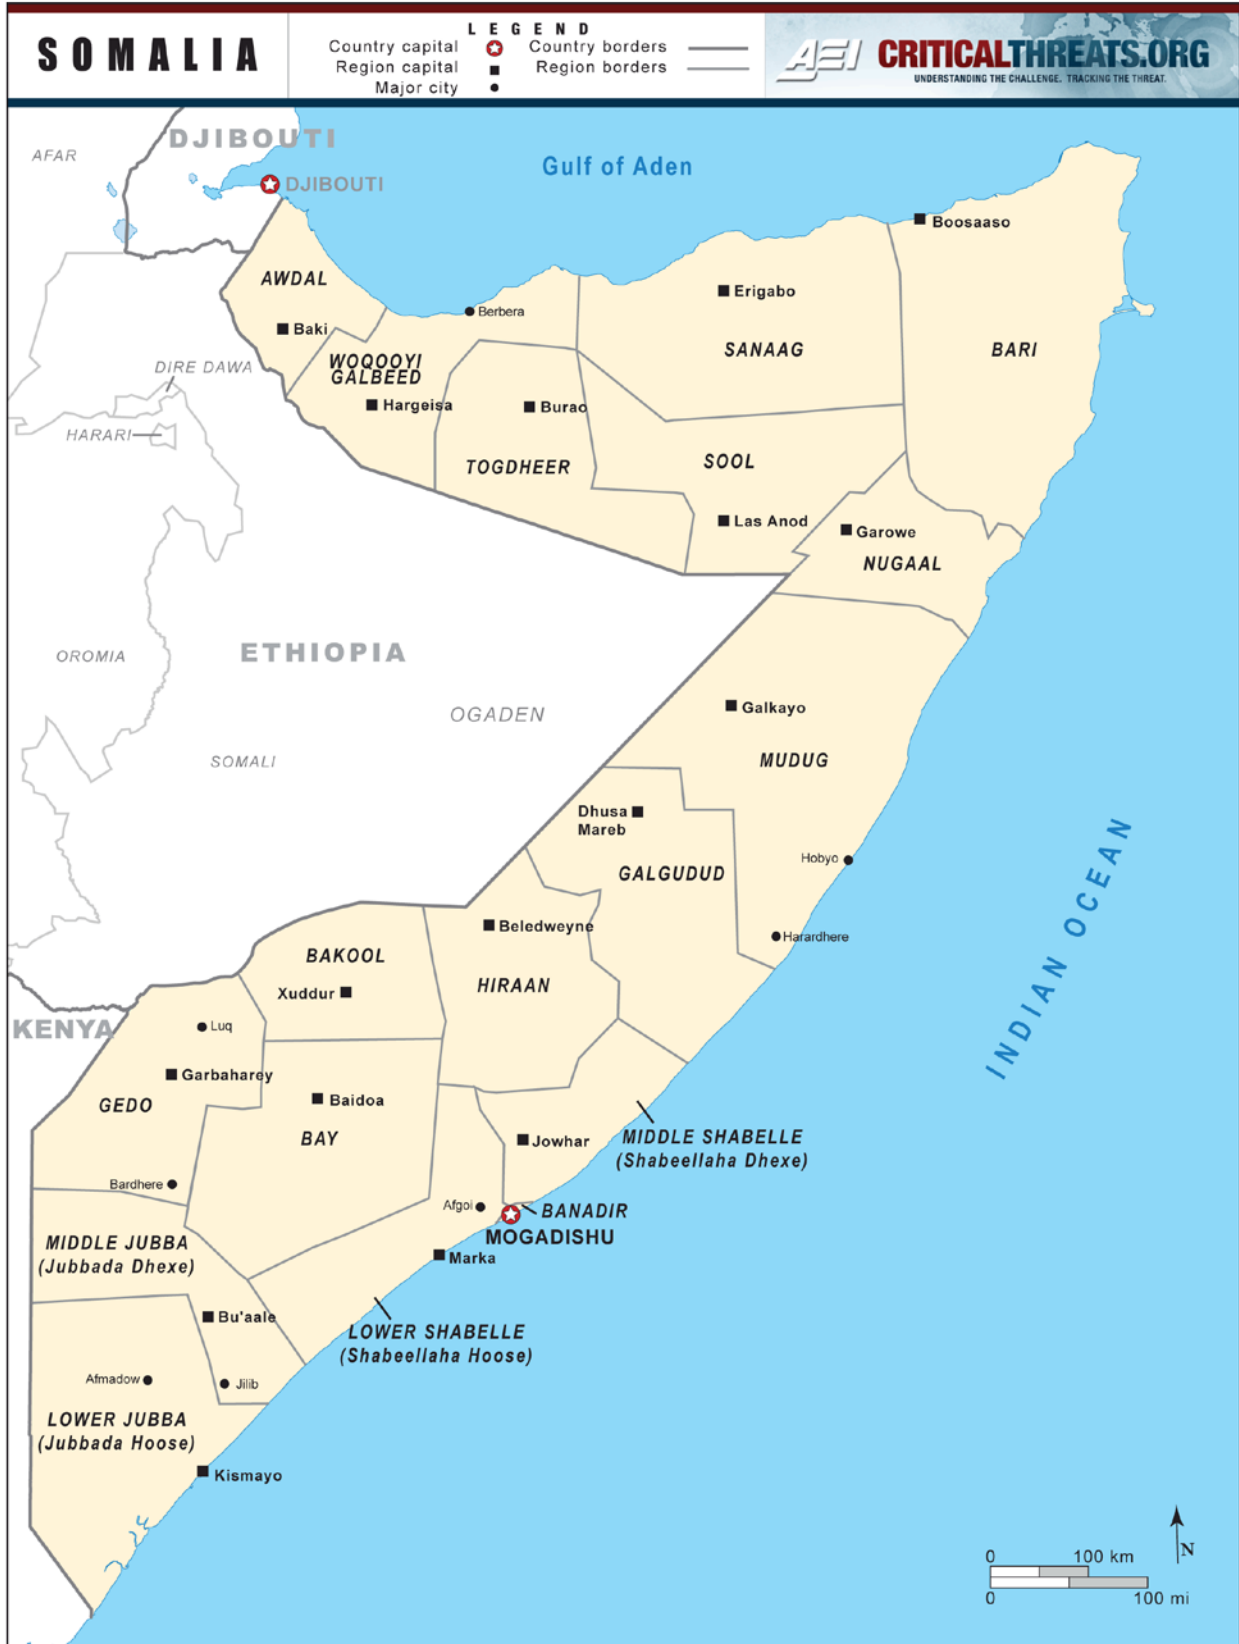 SOMALIA
LEGEND
Country capital
Country borders
Region capital
Region borders
Major city
AEI
CRITICALTHREATS.ORG
UNDERSTANDING THE CHALLENGE. TRACKING THE THREAT.
DJIBOUTI
AFAR
Gulf of Aden
DJIBOUTI
Boosaaso
AWDAL
Erigabo
Berbera
Baki
SANAAG
BARI
WOQOOYI
GALBEED
DIRE DAWA
Hargeisa
Burao
HARARI
TOGDHEER
SOOL
Las Anod
Garowe
NUGAAL
ETHIOPIA
OROMIA
OGADEN
Galkayo
SOMALI
MUDUG
Dhusa
Mareb
Hobyo
GALGUDUD
INDIAN OCEAN
Beledweyne
Harardhere
BAKOOL
HIRAAN
Xuddur
KENYA
Luq
Garbaharey
GEDO
Baidoa
BAY
Jowhar
MIDDLE SHABELLE
(Shabeellaha Dhexe)
Bardhere
Afgoi
BANADIR
MOGADISHU
MIDDLE JUBBA
(Jubbada Dhexe)
Marka
Bu'aale
LOWER SHABELLE
(Shabeellaha Hoose)
Afmadow
Jilib
LOWER JUBBA
(Jubbada Hoose)
Kismayo
N
0 100 km
0 100 mi